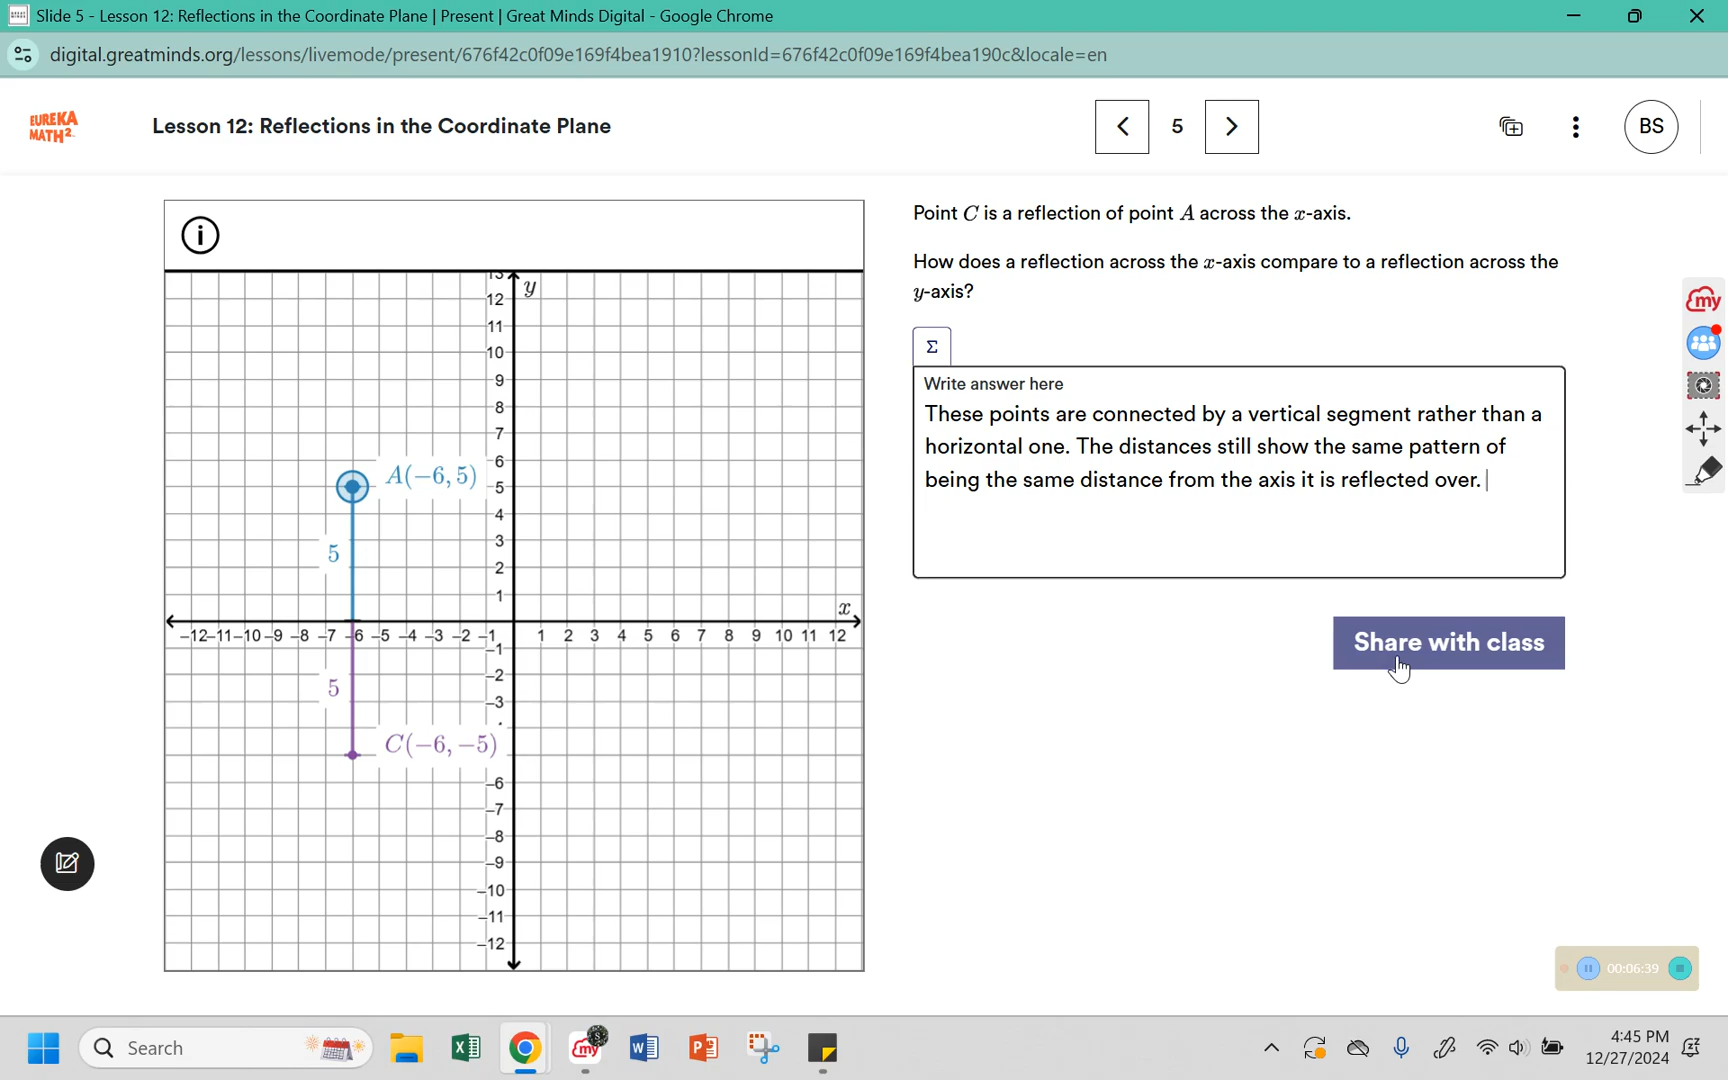 Slide 5 - Lesson 12: Reflections in the Coordinate Plane | Present | Great Minds Digital - Google Chrome
digital.greatminds.org/lessons/livemode/present/676f42c0f09e169f4bea1910?lessonId=676f42c0f09e169f4bea190c&locale=en
EUREKA
MATH²
Lesson 12: Reflections in the Coordinate Plane
5
BS
i
Point C is a reflection of point A across the x-axis.
How does a reflection across the x-axis compare to a reflection across the
y-axis?
Σ
Write answer here
These points are connected by a vertical segment rather than a
horizontal one. The distances still show the same pattern of
being the same distance from the axis it is reflected over.
Share with class
13
y
12
11
10
9
8
7
6
5
4
3
2
1
A(−6, 5)
5
x
−12 −11 −10 −9 −8 −7 −6 −5 −4 −3 −2 −1 1 2 3 4 5 6 7 8 9 10 11 12
−1
−2
−3
5
C(−6, −5)
−6
−7
−8
−9
−10
−11
−12
my
00:06:39
Search
my
4:45 PM
12/27/2024